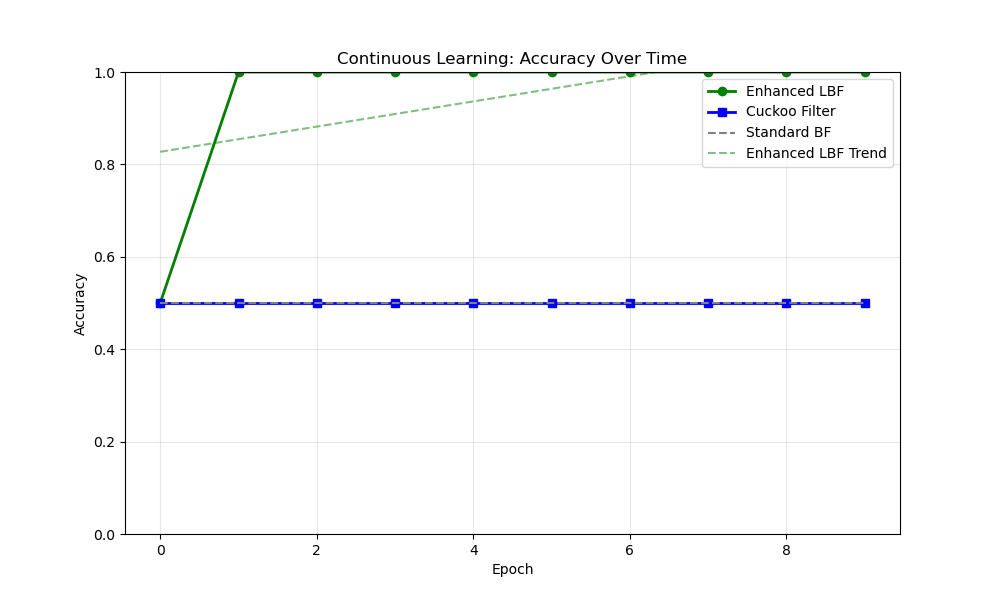 Continuous Learning: Accuracy Over Time
1.0
0.8
0.6
0.4
0.2
0.0
Accuracy
Enhanced LBF
Cuckoo Filter
Standard BF
Enhanced LBF Trend
0 2 4 6 8
Epoch